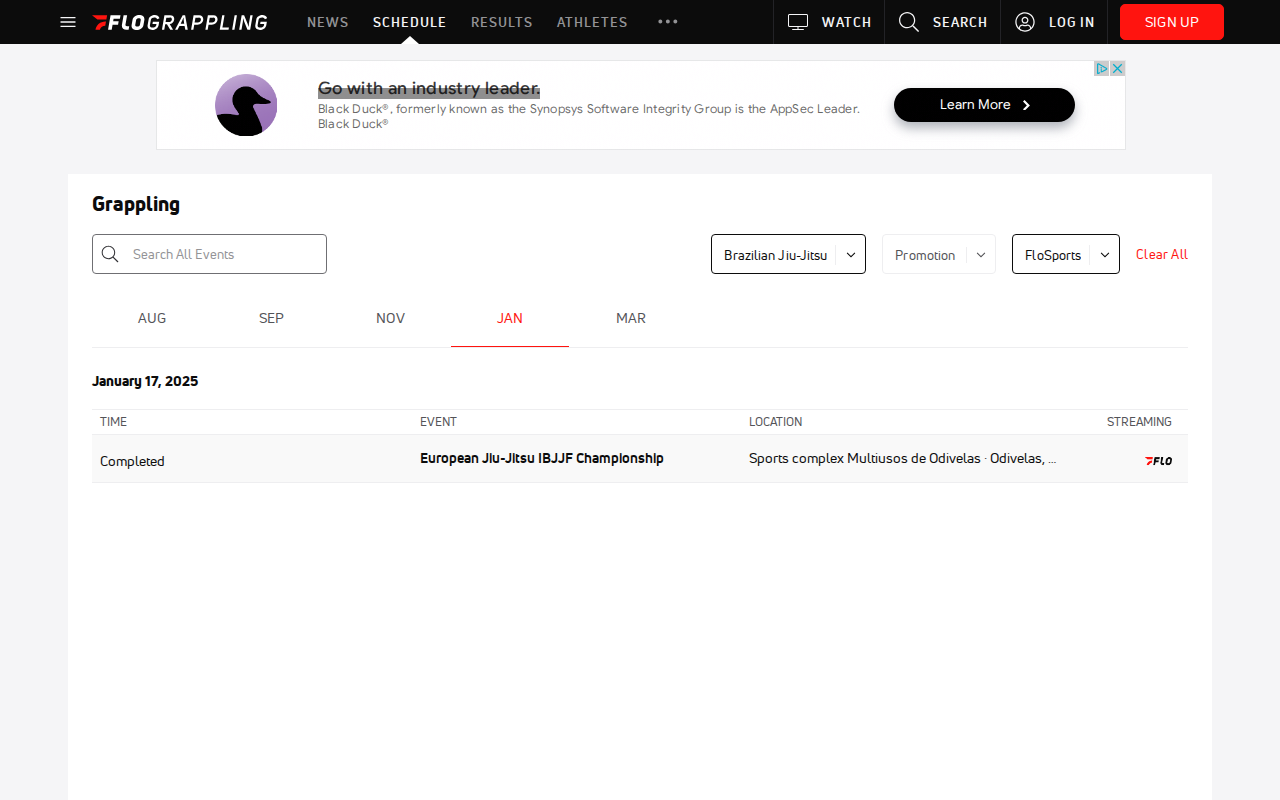 FLOGRAPPLING NEWS SCHEDULE RESULTS ATHLETES ••• WATCH SEARCH LOG IN SIGN UP
Go with an industry leader.
Black Duck®, formerly known as the Synopsys Software Integrity Group is the AppSec Leader.
Black Duck®
Learn More
Grappling
Search All Events
Brazilian Jiu-Jitsu
Promotion
FloSports
Clear All
AUG SEP NOV JAN MAR
January 17, 2025
TIME EVENT LOCATION STREAMING
Completed European Jiu-Jitsu IBJJF Championship Sports complex Multiusos de Odivelas · Odivelas, ... FLO